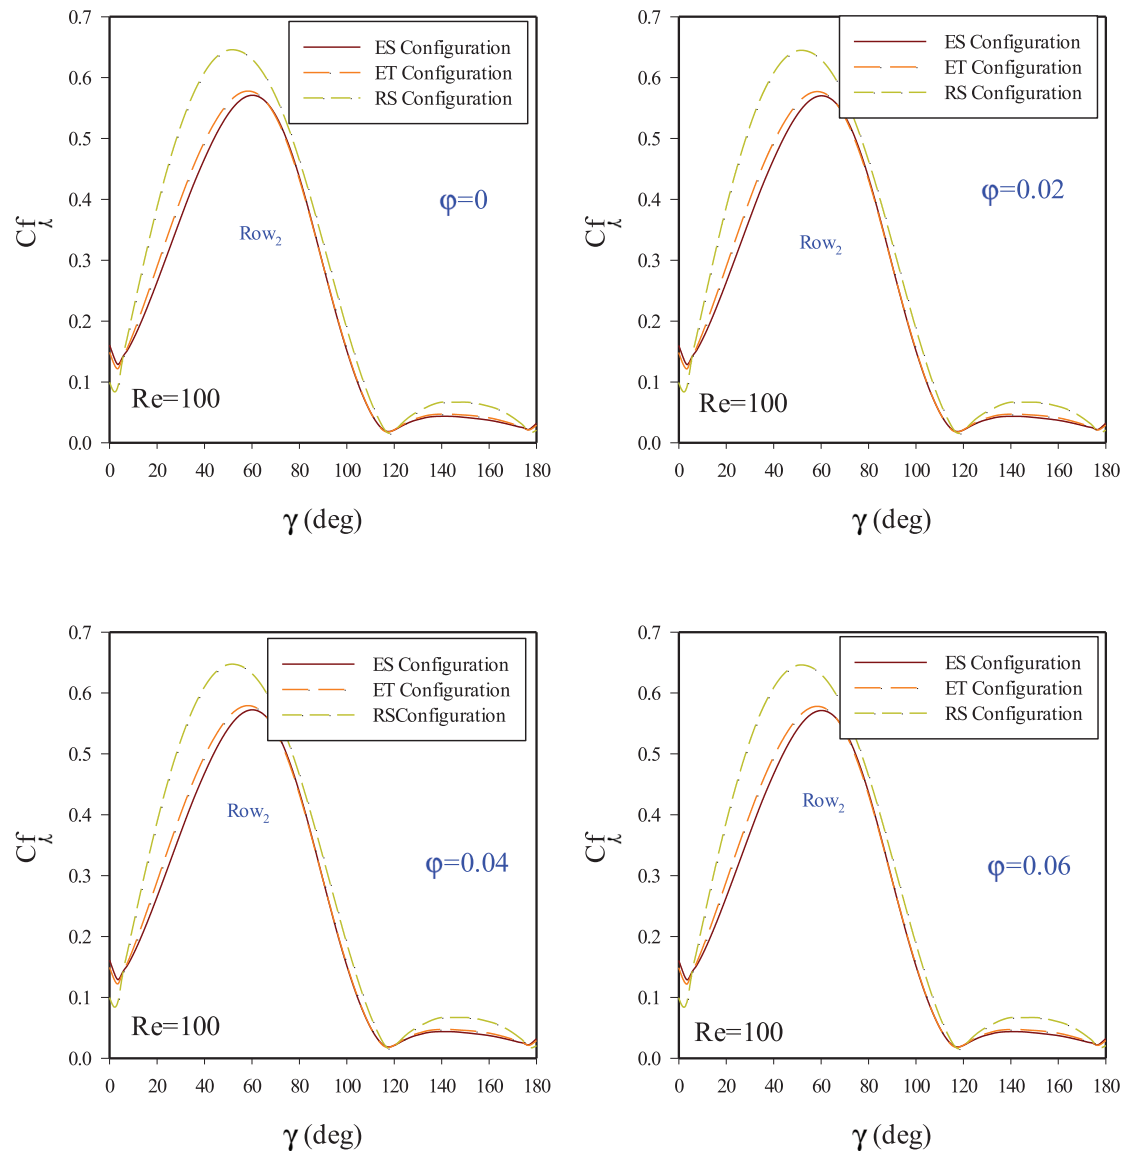 0.7
0.6
0.5
0.4
0.3
0.2
0.1
0.0
Cfλ
ES Configuration
ET Configuration
RS Configuration
φ=0
Row2
Re=100
0 20 40 60 80 100 120 140 160 180
γ (deg)
0.7
0.6
0.5
0.4
0.3
0.2
0.1
0.0
Cfλ
ES Configuration
ET Configuration
RS Configuration
φ=0.02
Row2
Re=100
0 20 40 60 80 100 120 140 160 180
γ (deg)
0.7
0.6
0.5
0.4
0.3
0.2
0.1
0.0
Cfλ
ES Configuration
ET Configuration
RSConfiguration
Row2
φ=0.04
Re=100
0 20 40 60 80 100 120 140 160 180
γ (deg)
0.7
0.6
0.5
0.4
0.3
0.2
0.1
0.0
Cfλ
ES Configuration
ET Configuration
RS Configuration
Row2
φ=0.06
Re=100
0 20 40 60 80 100 120 140 160 180
γ (deg)